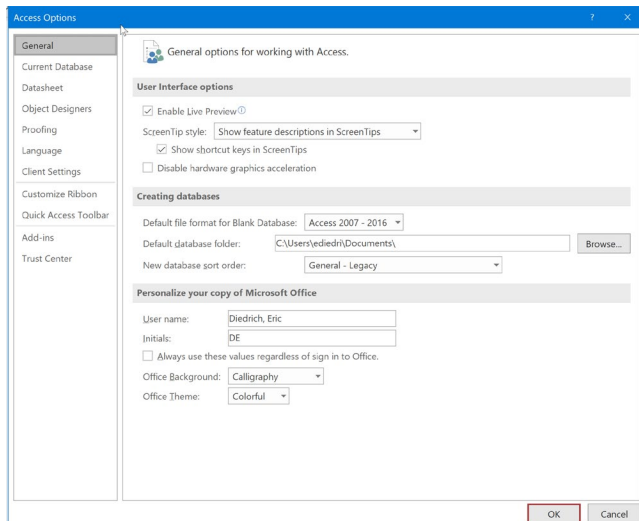 Access Options
?
X
General
Current Database
Datasheet
Object Designers
Proofing
Language
Client Settings
Customize Ribbon
Quick Access Toolbar
Add-ins
Trust Center
General options for working with Access.
User Interface options
Enable Live Preview
ScreenTip style: Show feature descriptions in ScreenTips
Show shortcut keys in ScreenTips
Disable hardware graphics acceleration
Creating databases
Default file format for Blank Database: Access 2007 - 2016
Default database folder: C:\Users\ediedri\Documents\ Browse...
New database sort order: General - Legacy
Personalize your copy of Microsoft Office
User name: Diedrich, Eric
Initials: DE
Always use these values regardless of sign in to Office.
Office Background: Calligraphy
Office Theme: Colorful
OK Cancel